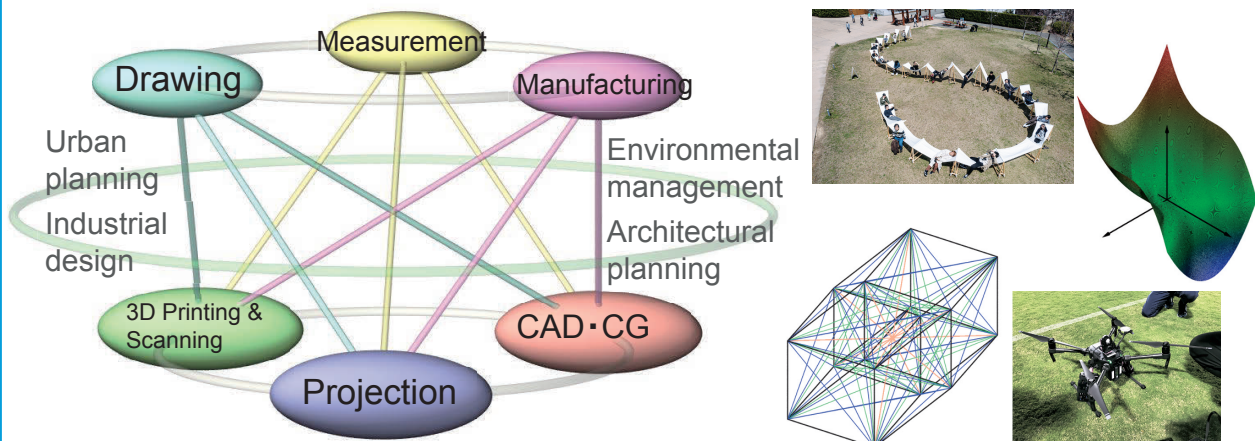 Measurement
Drawing
Manufacturing
Urban
planning
Industrial
design
Environmental
management
Architectural
planning
3D Printing &
Scanning
CAD・CG
Projection